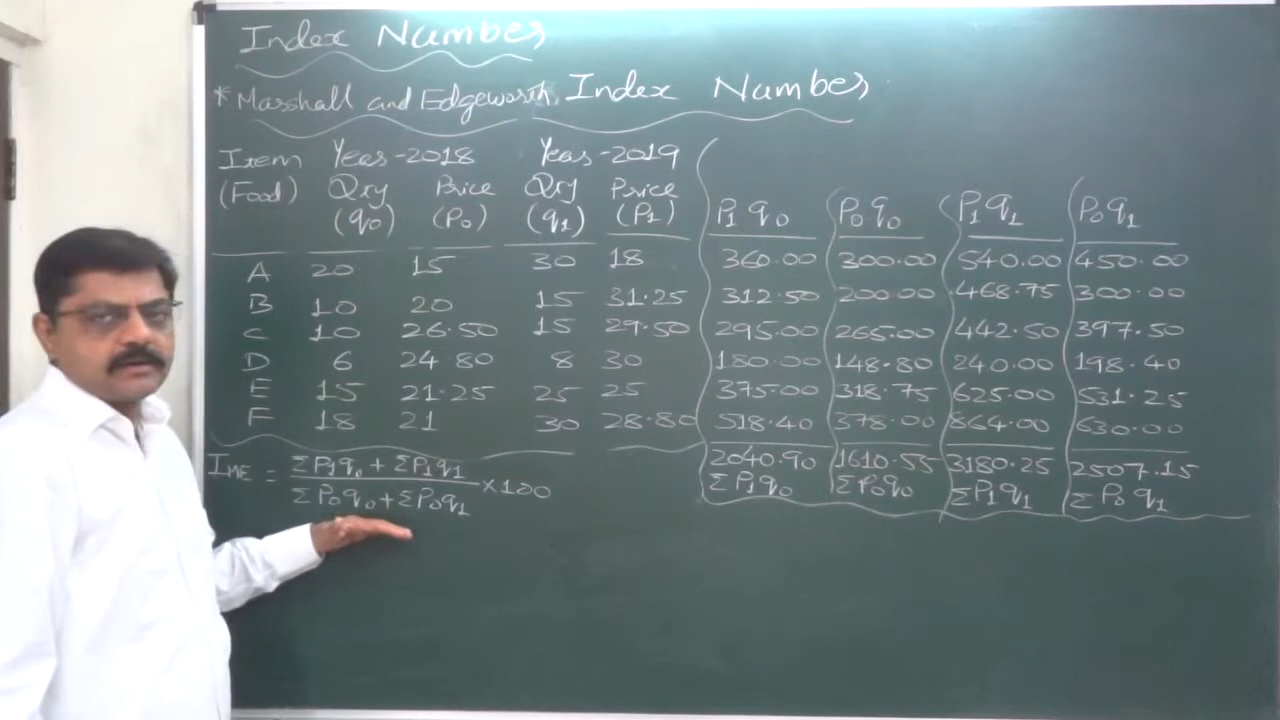 Index Number
*Marshall and Edgeworth, Index Number
Item Year-2018 Year-2019
(Food) Qty Price Qty Price P1q0 P0q0 P1q1 P0q1
(q0) (P0) (q1) (P1)
A 20 15 30 18 360.00 300.00 540.00 450.00
B 10 20 15 31.25 312.50 200.00 468.75 300.00
C 10 26.50 15 29.50 295.00 265.00 442.50 397.50
D 6 24.80 8 30 180.00 148.80 240.00 198.40
E 15 21.25 25 25 375.00 318.75 625.00 531.25
F 18 21 30 28.80 518.40 378.00 864.00 630.00
2040.90 1610.55 3180.25 2507.15
ΣP1q0 ΣP0q0 ΣP1q1 ΣP0q1
IME = ΣP1q0 + ΣP1q1
ΣP0q0 + ΣP0q1 ×100